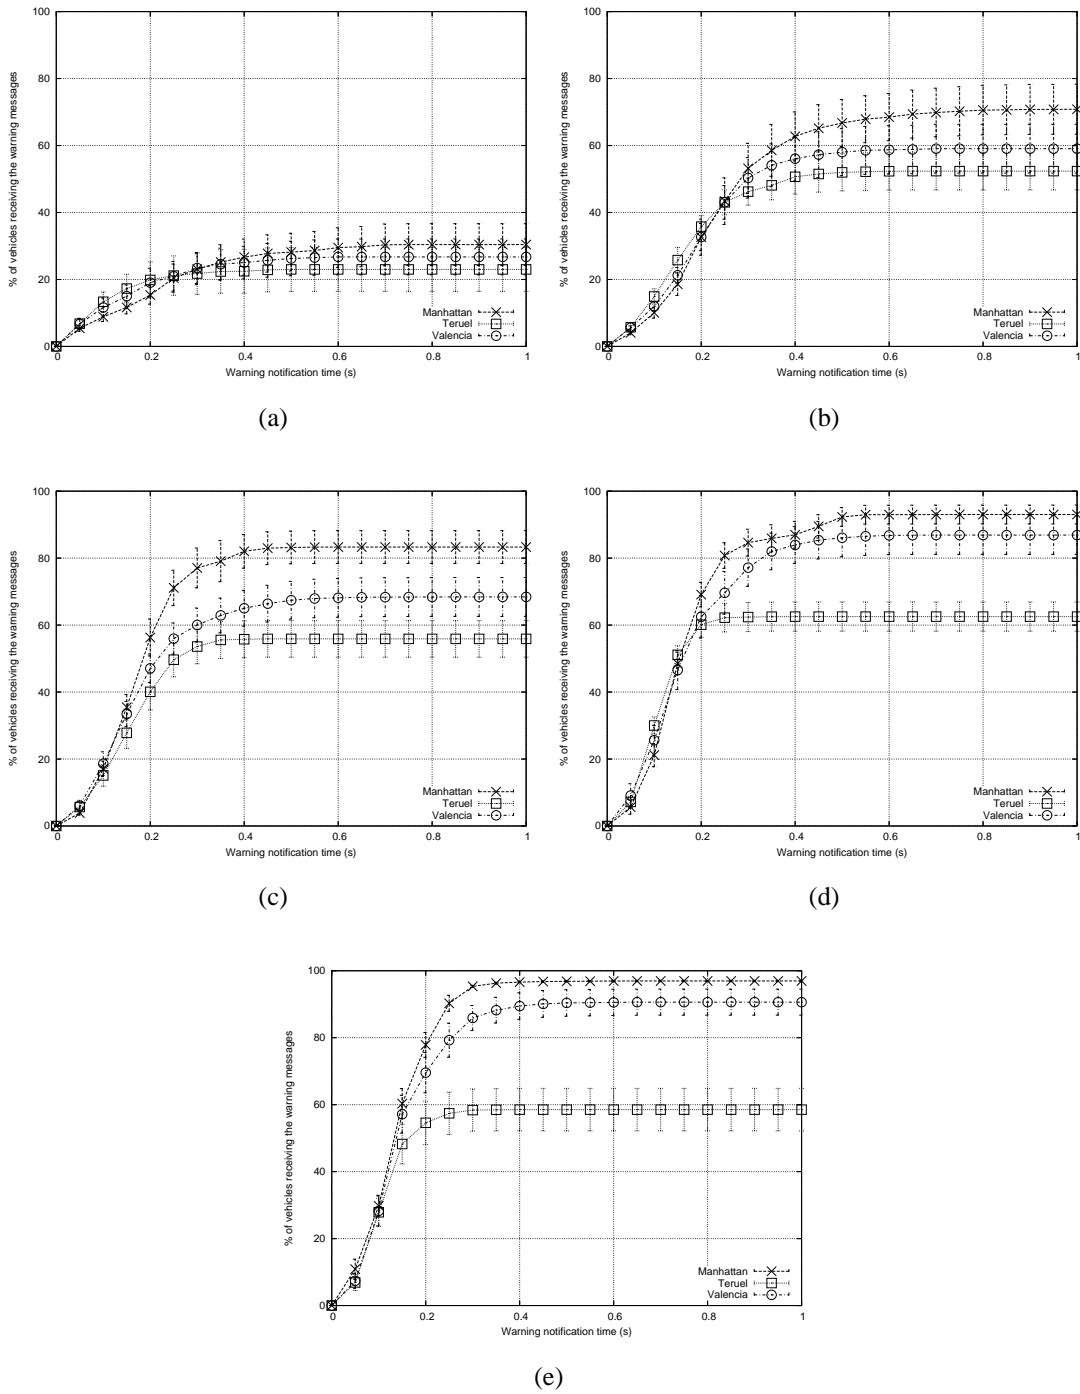 100
80
60
40
20
0
0 0.2 0.4 0.6 0.8 1
% of vehicles receiving the warning messages
Warning notification time (s)
Manhattan
Teruel
Valencia
(a)
100
80
60
40
20
0
0 0.2 0.4 0.6 0.8 1
% of vehicles receiving the warning messages
Warning notification time (s)
Manhattan
Teruel
Valencia
(b)
100
80
60
40
20
0
0 0.2 0.4 0.6 0.8 1
% of vehicles receiving the warning messages
Warning notification time (s)
Manhattan
Teruel
Valencia
(c)
100
80
60
40
20
0
0 0.2 0.4 0.6 0.8 1
% of vehicles receiving the warning messages
Warning notification time (s)
Manhattan
Teruel
Valencia
(d)
100
80
60
40
20
0
0 0.2 0.4 0.6 0.8 1
% of vehicles receiving the warning messages
Warning notification time (s)
Manhattan
Teruel
Valencia
(e)